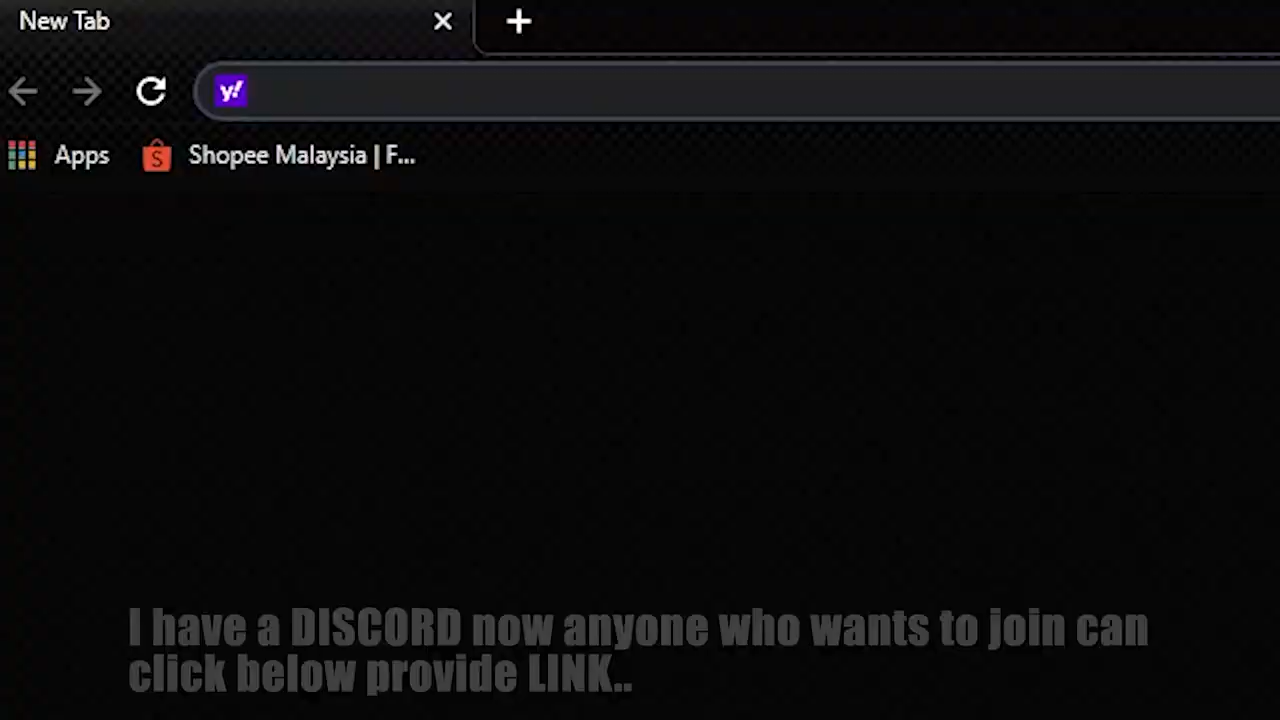 New Tab
y!
Apps
Shopee Malaysia | F...
I have a DISCORD now anyone who wants to join can
click below provide LINK..